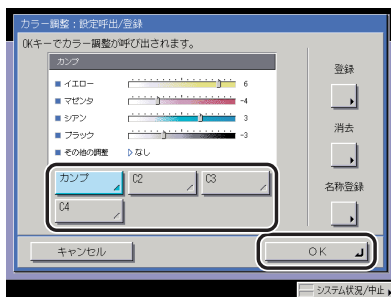 カラー調整:設定呼出/登録
OKキーでカラー調整が呼び出されます。
カンプ
■ イエロー 6
■ マゼンタ -4
■ シアン 3
■ ブラック -3
■ その他の調整 ▷なし
カンプ
C2
C3
C4
登録
消去
名称登録
キャンセル
OK
システム状況/中止